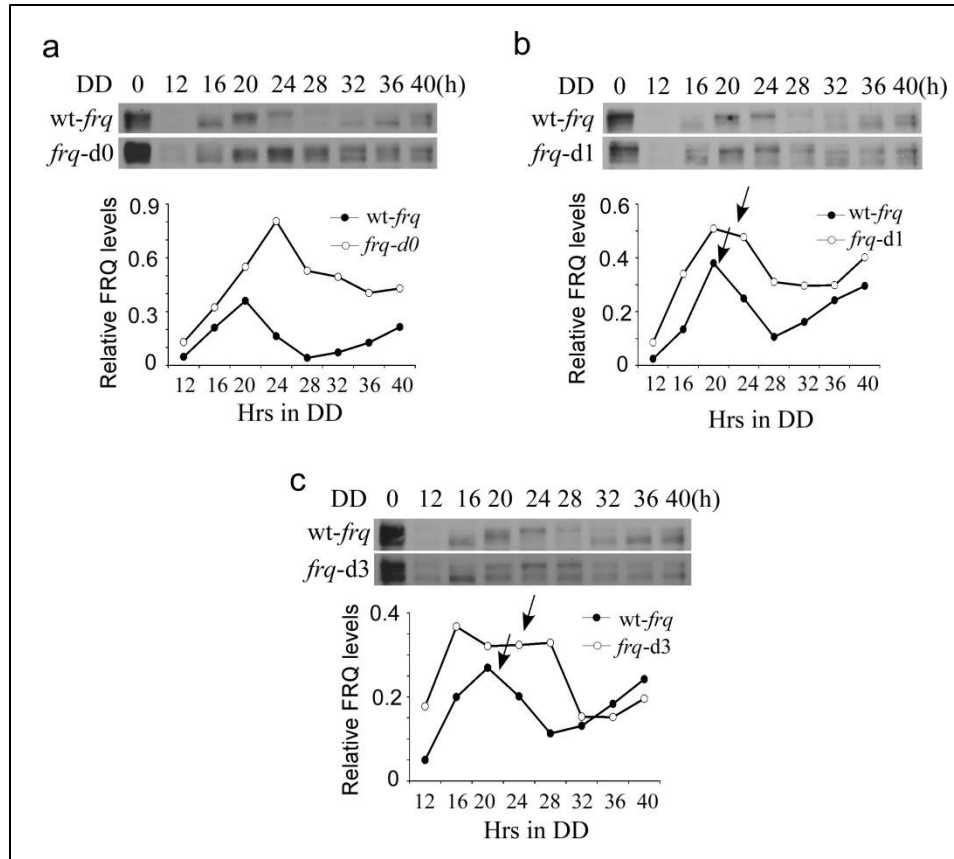 a
DD 0 12 16 20 24 28 32 36 40(h)
wt-frq
frq-d0
Relative FRQ levels
0.9
0.6
0.3
0
wt-frq
frq-d0
12 16 20 24 28 32 36 40
Hrs in DD
b
DD 0 12 16 20 24 28 32 36 40(h)
wt-frq
frq-d1
Relative FRQ levels
0.6
0.4
0.2
0
wt-frq
frq-d1
12 16 20 24 28 32 36 40
Hrs in DD
c
DD 0 12 16 20 24 28 32 36 40(h)
wt-frq
frq-d3
Relative FRQ levels
0.4
0.2
0
wt-frq
frq-d3
12 16 20 24 28 32 36 40
Hrs in DD